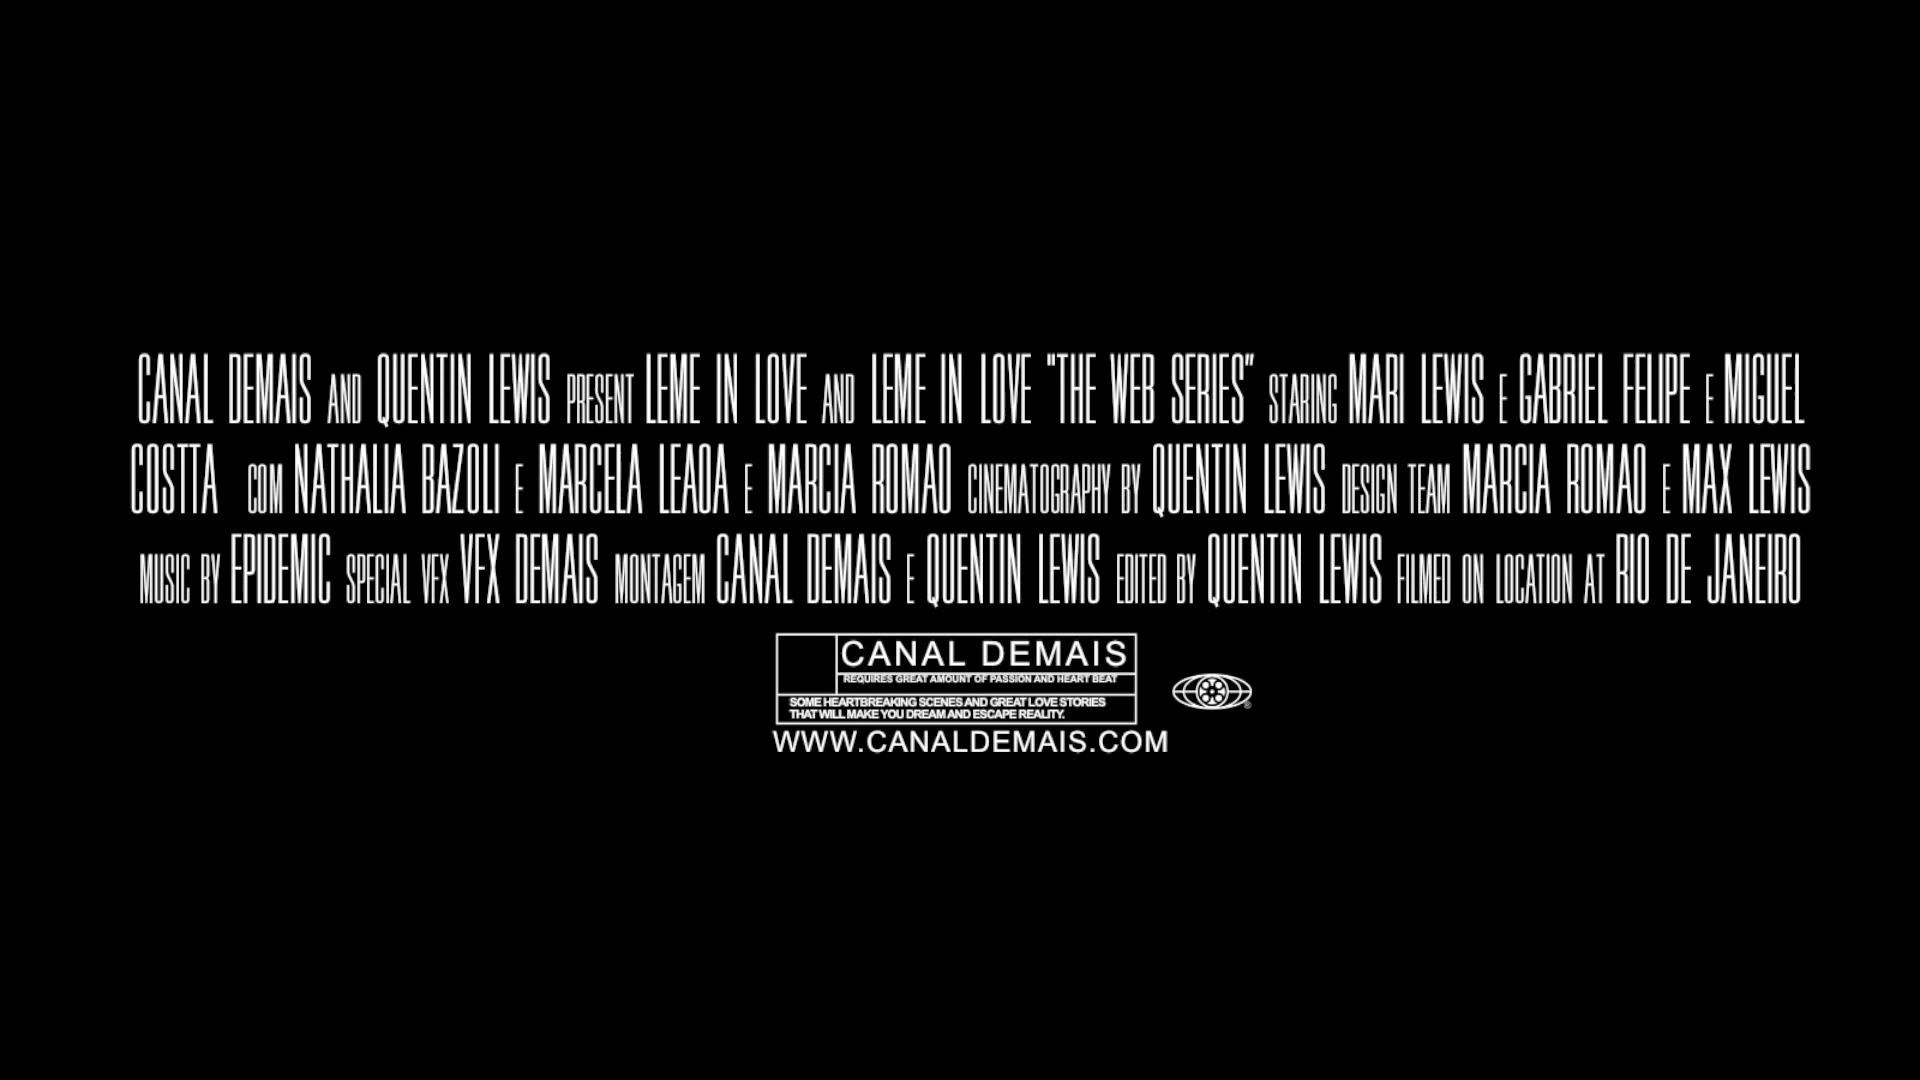 CANAL DEMAIS AND QUENTIN LEWIS PRESENT LEME IN LOVE AND LEME IN LOVE "THE WEB SERIES" STARING MARI LEWIS E GABRIEL FELIPE E MIGUEL
COSTTA COM NATHALIA BAZOLI E MARCELA LEAOA E MARCIA ROMAO CINEMATOGRAPHY BY QUENTIN LEWIS DESIGN TEAM MARCIA ROMAO E MAX LEWIS
MUSIC BY EPIDEMIC SPECIAL VFX VFX DEMAIS MONTAGEM CANAL DEMAIS E QUENTIN LEWIS EDITED BY QUENTIN LEWIS FILMED ON LOCATION AT RIO DE JANEIRO
CANAL DEMAIS
REQUIRES GREAT AMOUNT OF PASSION AND HEART BEAT
SOME HEARTBREAKING SCENES AND GREAT LOVE STORIES
THAT WILL MAKE YOU DREAM AND ESCAPE REALITY.
®
WWW.CANALDEMAIS.COM